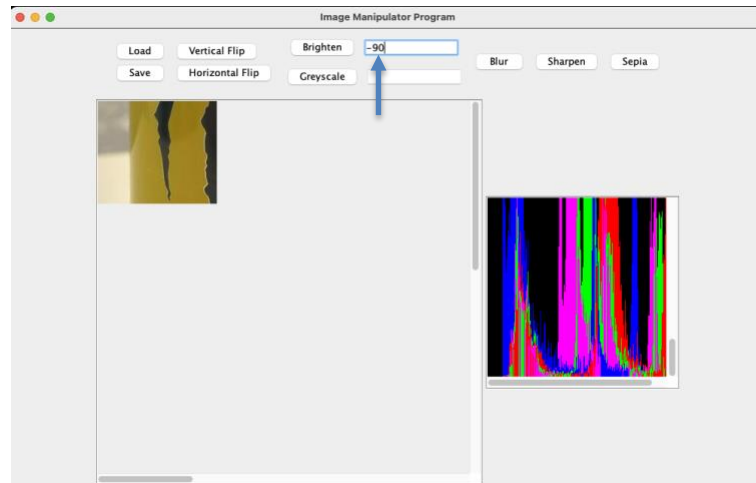 Image Manipulator Program
Load Vertical Flip Brighten -90 Blur Sharpen Sepia
Save Horizontal Flip Greyscale